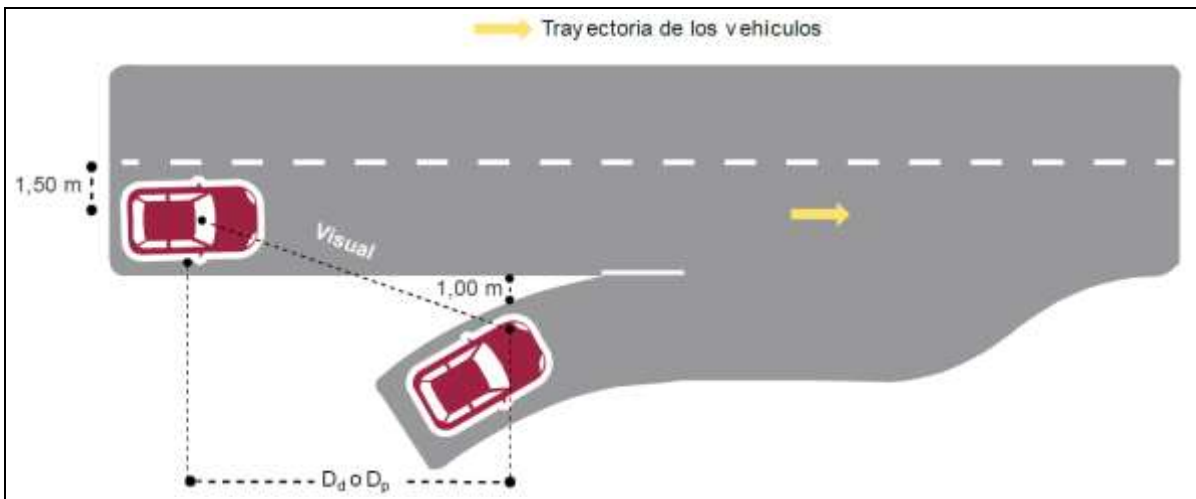 Trayectoria de los vehículos
1,50 m
Visual
1,00 m
Dd o Dp